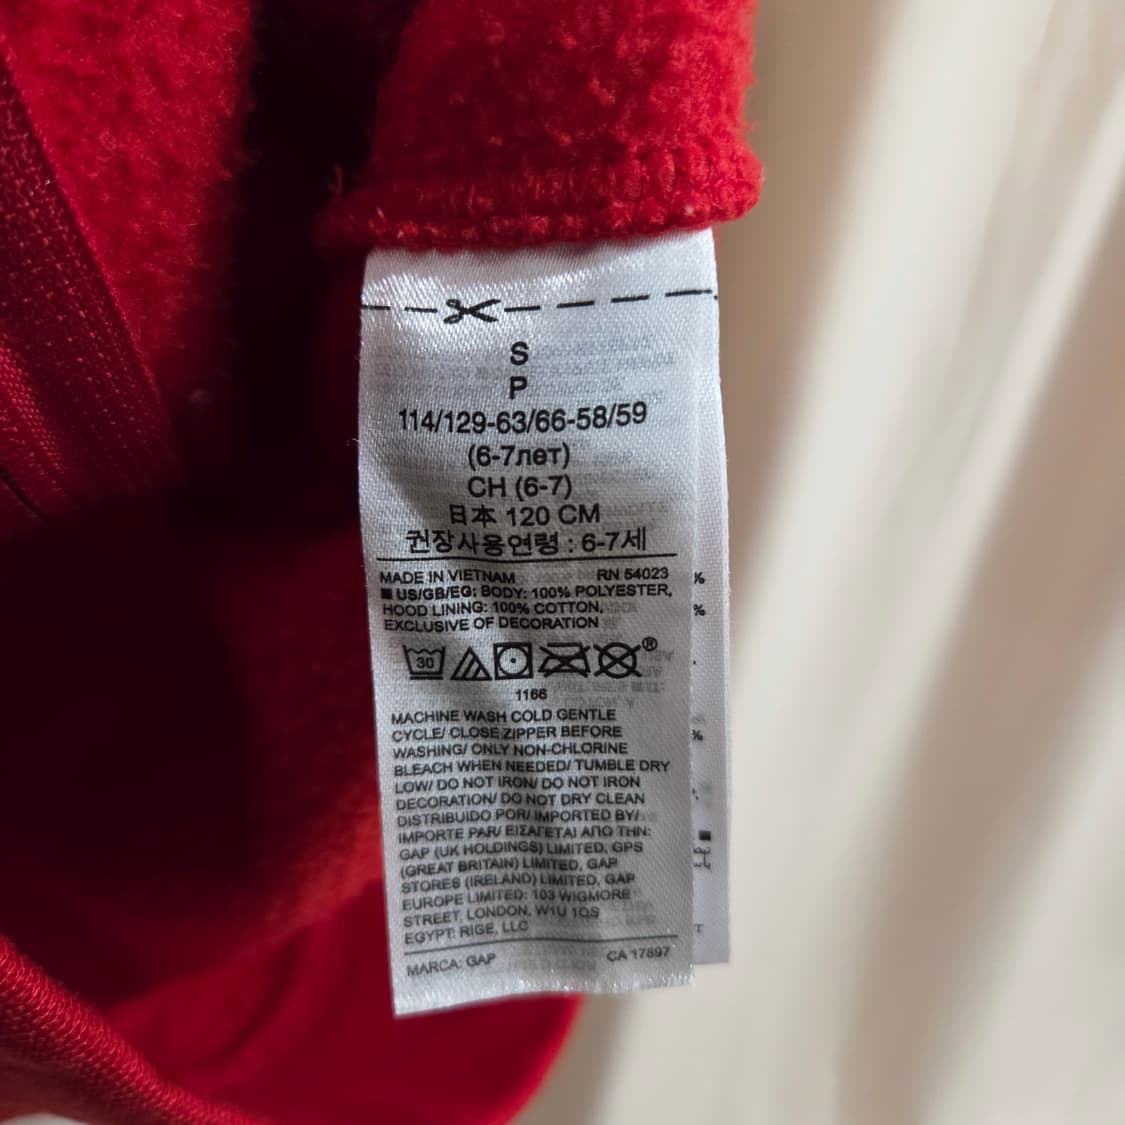 S
P
114/129-63/66-58/59
(6-7лет)
CH (6-7)
日本 120 CM
권장사용연령 : 6-7세
MADE IN VIETNAM RN 54023
■ US/GB/EG: BODY: 100% POLYESTER,
HOOD LINING: 100% COTTON,
EXCLUSIVE OF DECORATION
30 ®
1166
MACHINE WASH COLD GENTLE
CYCLE/ CLOSE ZIPPER BEFORE
WASHING/ ONLY NON-CHLORINE
BLEACH WHEN NEEDED/ TUMBLE DRY
LOW/ DO NOT IRON/ DO NOT IRON
DECORATION/ DO NOT DRY CLEAN
DISTRIBUIDO POR/ IMPORTED BY/
IMPORTE PAR/ ΕΙΣΑΓΕΤΑΙ ΑΠΟ ΤΗΝ:
GAP (UK HOLDINGS) LIMITED, GPS
(GREAT BRITAIN) LIMITED, GAP
STORES (IRELAND) LIMITED, GAP
EUROPE LIMITED: 103 WIGMORE
STREET, LONDON, W1U 1QS
EGYPT: RIGE, LLC
MARCA: GAP CA 17897